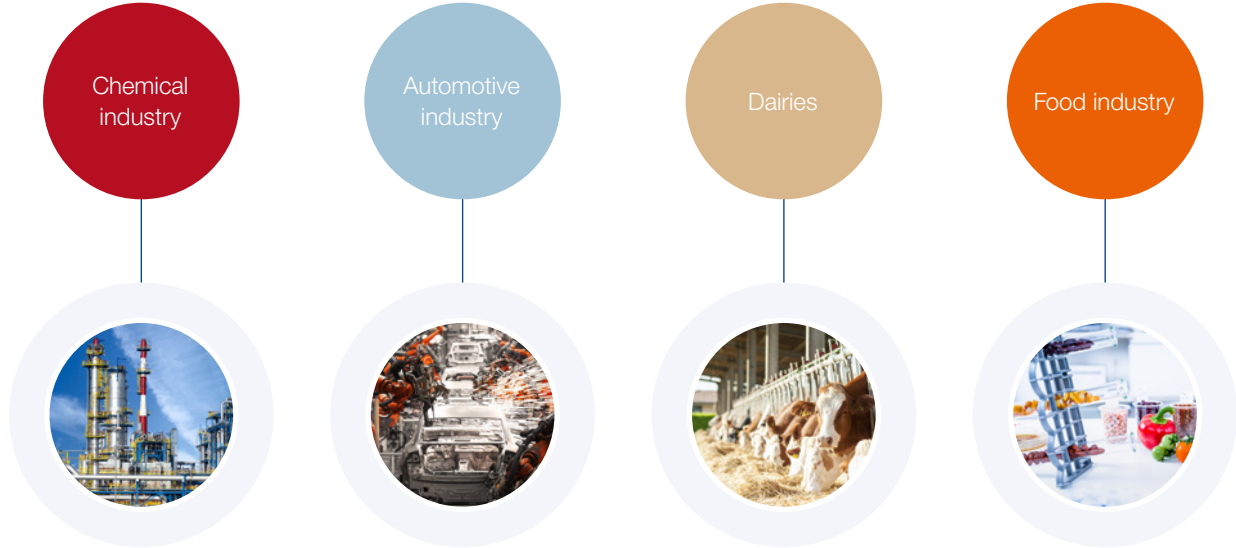 Chemical
industry
Automotive
industry
Dairies
Food industry